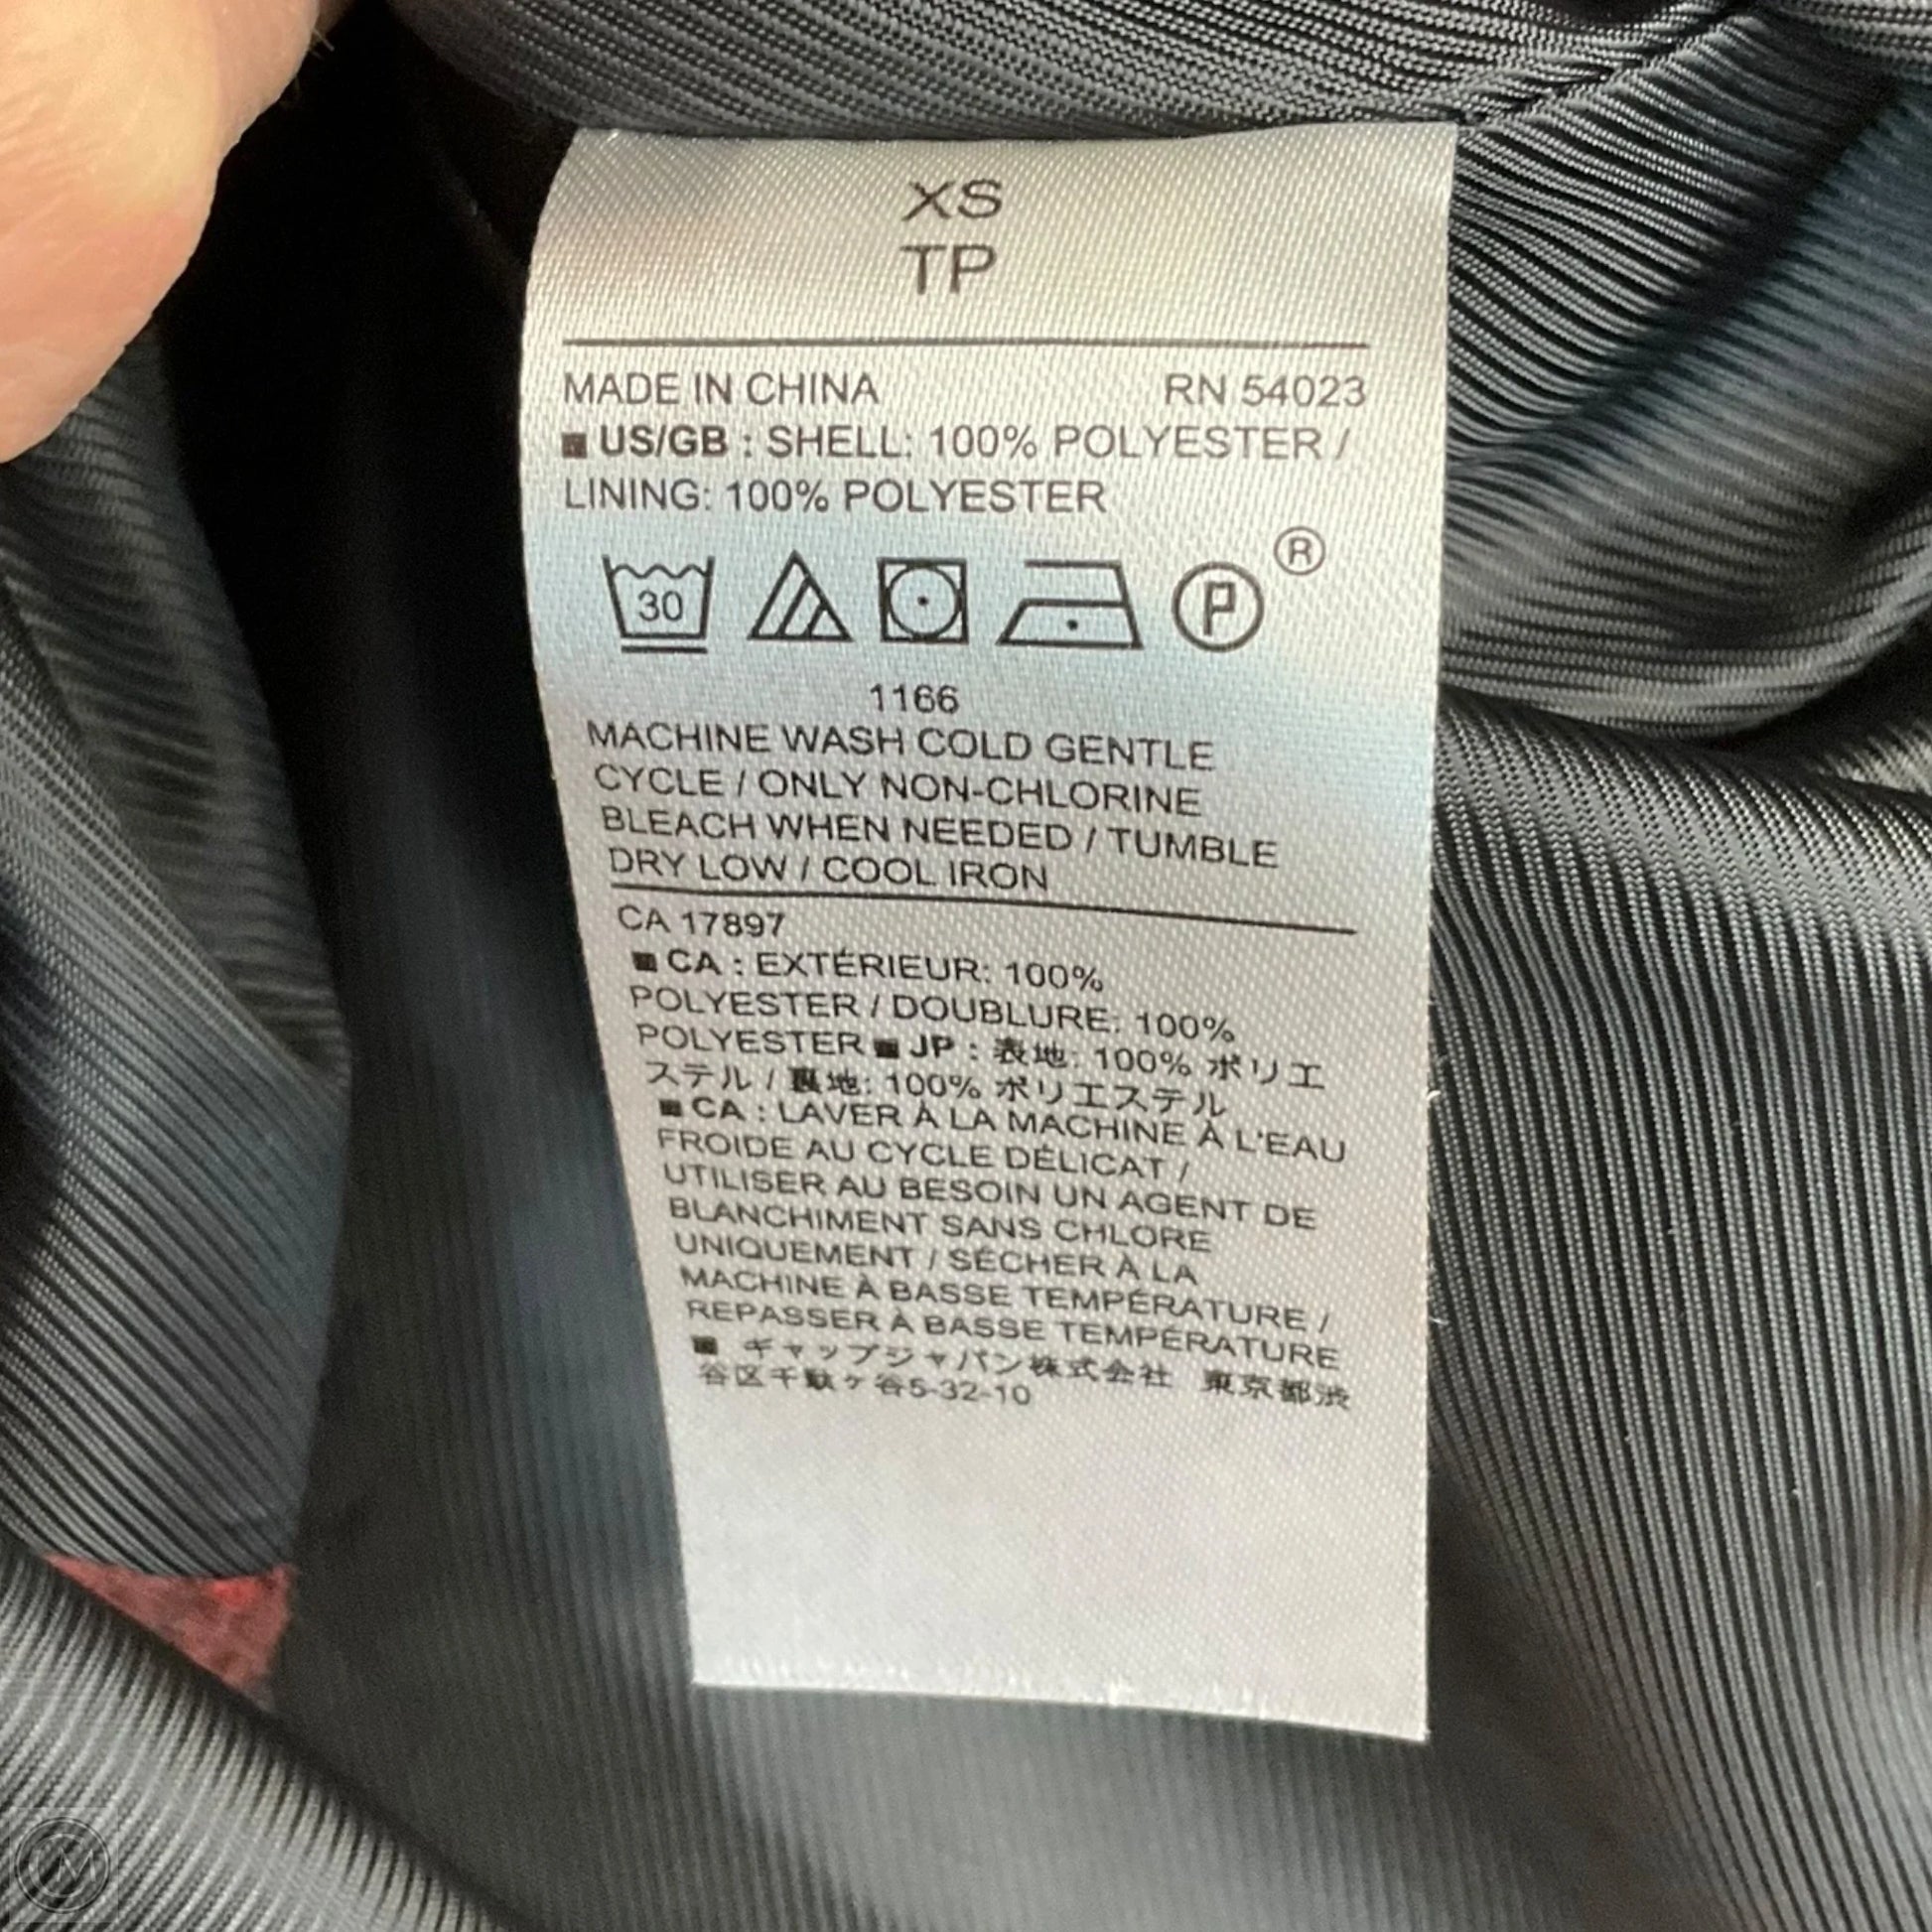 XS
TP
MADE IN CHINA RN 54023
■ US/GB : SHELL: 100% POLYESTER /
LINING: 100% POLYESTER
30 P ®
1166
MACHINE WASH COLD GENTLE
CYCLE / ONLY NON-CHLORINE
BLEACH WHEN NEEDED / TUMBLE
DRY LOW / COOL IRON
CA 17897
■ CA : EXTÉRIEUR: 100%
POLYESTER / DOUBLURE: 100%
POLYESTER ■ JP : 表地: 100% ポリエ
ステル / 裏地: 100% ポリエステル
■ CA : LAVER À LA MACHINE À L'EAU
FROIDE AU CYCLE DÉLICAT /
UTILISER AU BESOIN UN AGENT DE
BLANCHIMENT SANS CHLORE
UNIQUEMENT / SÉCHER À LA
MACHINE À BASSE TEMPÉRATURE /
REPASSER À BASSE TEMPÉRATURE
■ ギャップジャパン株式会社 東京都渋
谷区千駄ヶ谷5-32-10